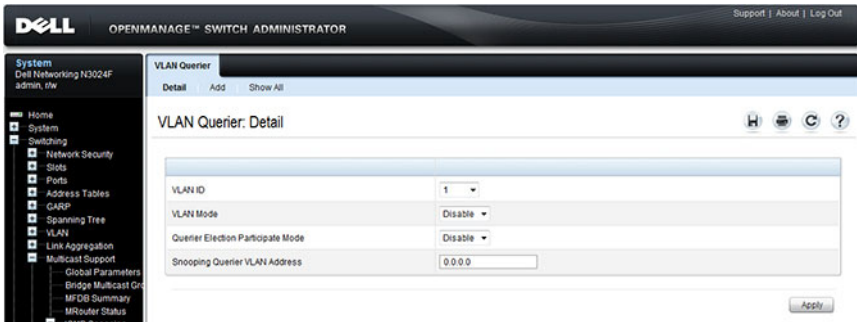 Support | About | Log Out
DELL OPENMANAGE™ SWITCH ADMINISTRATOR
System
Dell Networking N3024F
admin, r/w
Home
System
Switching
Network Security
Slots
Ports
Address Tables
GARP
Spanning Tree
VLAN
Link Aggregation
Multicast Support
Global Parameters
Bridge Multicast Gro
MFDB Summary
MRouter Status
VLAN Querier
Detail Add Show All
VLAN Querier: Detail
VLAN ID 1
VLAN Mode Disable
Querier Election Participate Mode Disable
Snooping Querier VLAN Address 0.0.0.0
Apply